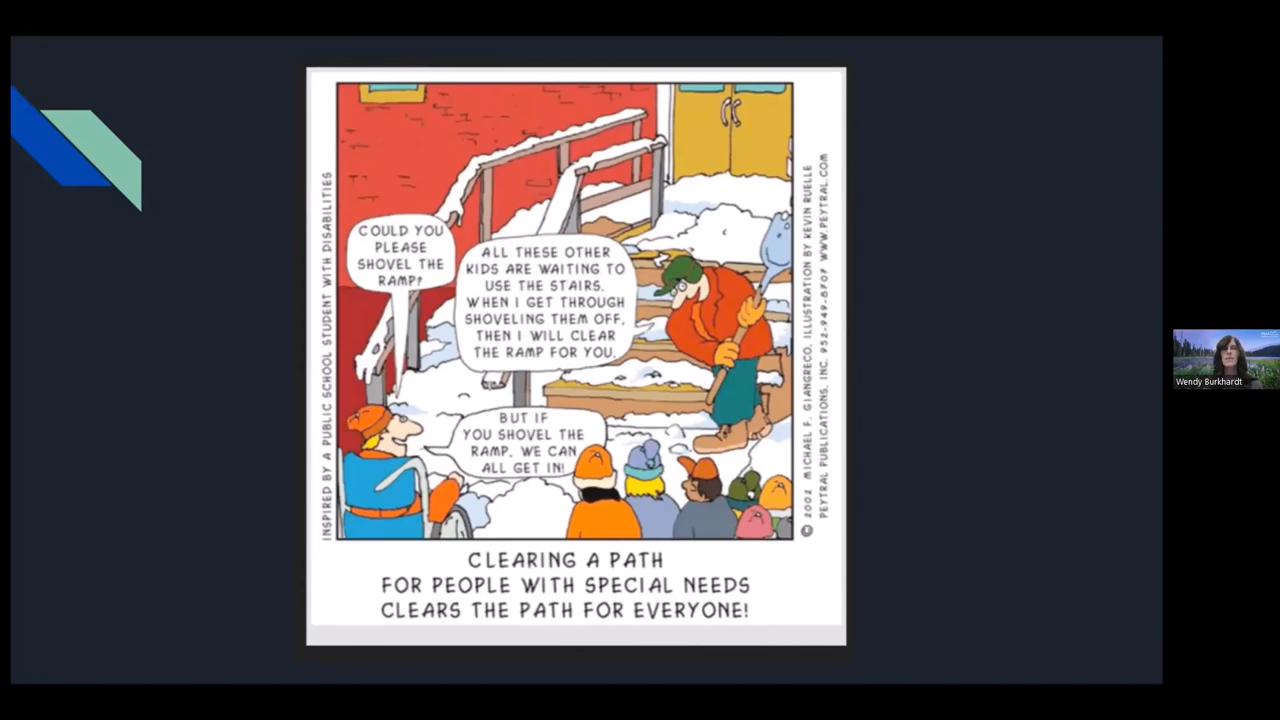 COULD YOU
PLEASE
SHOVEL THE
RAMP?
ALL THESE OTHER
KIDS ARE WAITING TO
USE THE STAIRS.
WHEN I GET THROUGH
SHOVELING THEM OFF,
THEN I WILL CLEAR
THE RAMP FOR YOU.
BUT IF
YOU SHOVEL THE
RAMP, WE CAN
ALL GET IN!
INSPIRED BY A PUBLIC SCHOOL STUDENT WITH DISABILITIES
© 2002 MICHAEL F. GIANGRECO, ILLUSTRATION BY KEVIN RUELLE
PEYTRAL PUBLICATIONS, INC. 952-949-8707 WWW.PEYTRAL.COM
CLEARING A PATH
FOR PEOPLE WITH SPECIAL NEEDS
CLEARS THE PATH FOR EVERYONE!
Wendy Burkhardt